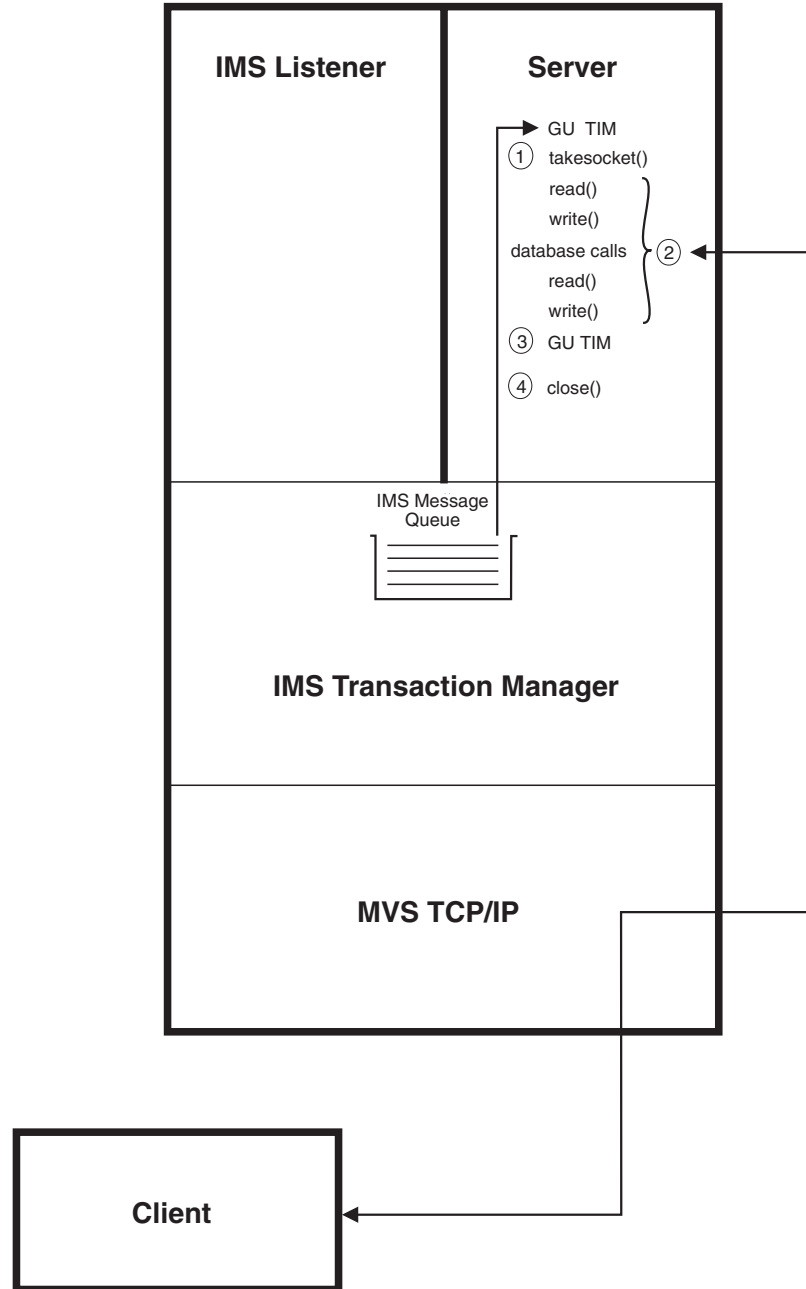 IMS Listener
Server
GU TIM
1 takesocket()
read()
write()
database calls
2
read()
write()
3 GU TIM
4 close()
IMS Message
Queue
IMS Transaction Manager
MVS TCP/IP
Client